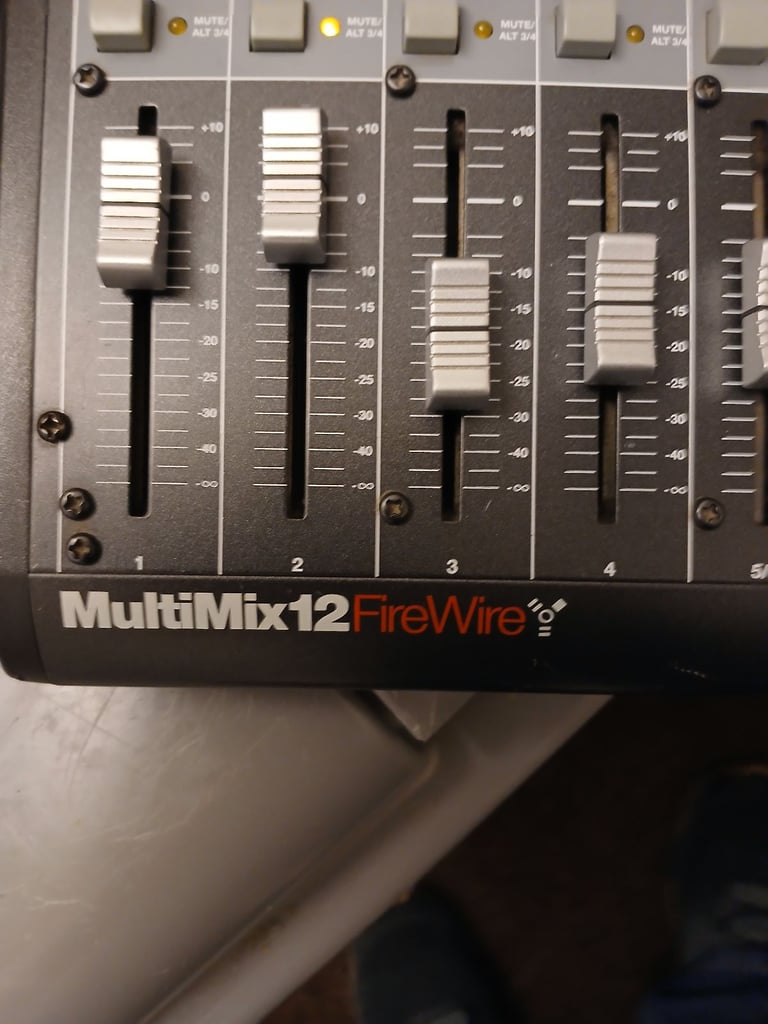 MUTE/ MUTE/ MUTE/ MUTE/
ALT 3/4 ALT 3/4 ALT 3/4 ALT 3/4
+10 +10 +10 +10
0 0 0 0
-10 -10 -10 -10
-15 -15 -15 -15
-20 -20 -20 -20
-25 -25 -25 -25
-30 -30 -30 -30
-40 -40 -40 -40
-∞ -∞ -∞ -∞
1 2 3 4 5/
MultiMix12FireWire